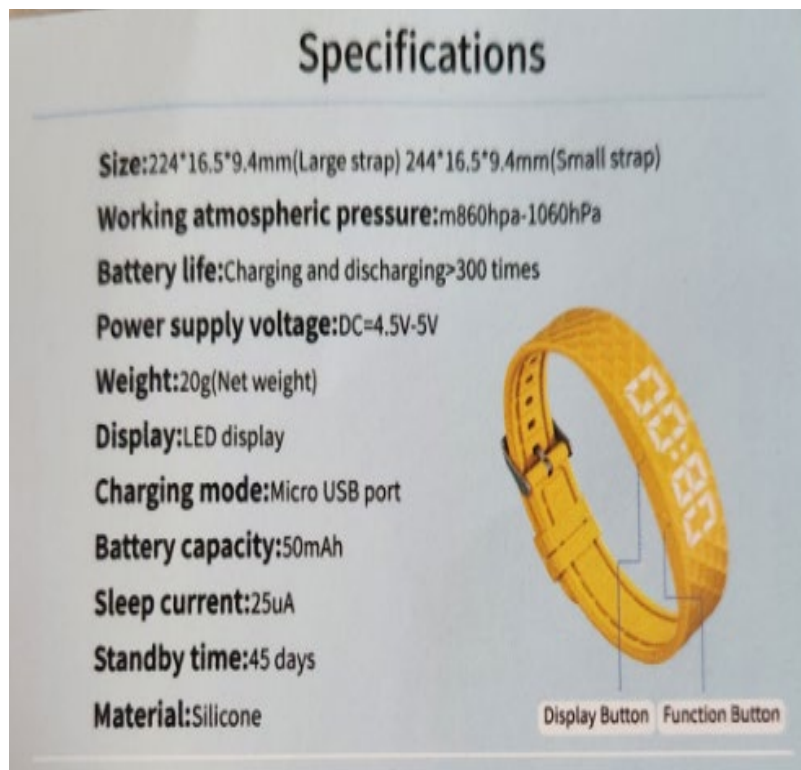 Specifications
Size:224*16.5*9.4mm(Large strap) 244*16.5*9.4mm(Small strap)
Working atmospheric pressure:m860hpa-1060hPa
Battery life:Charging and discharging>300 times
Power supply voltage:DC=4.5V-5V
Weight:20g(Net weight)
Display:LED display
Charging mode:Micro USB port
Battery capacity:50mAh
Sleep current:25uA
Standby time:45 days
Material:Silicone
00:80
Display Button Function Button